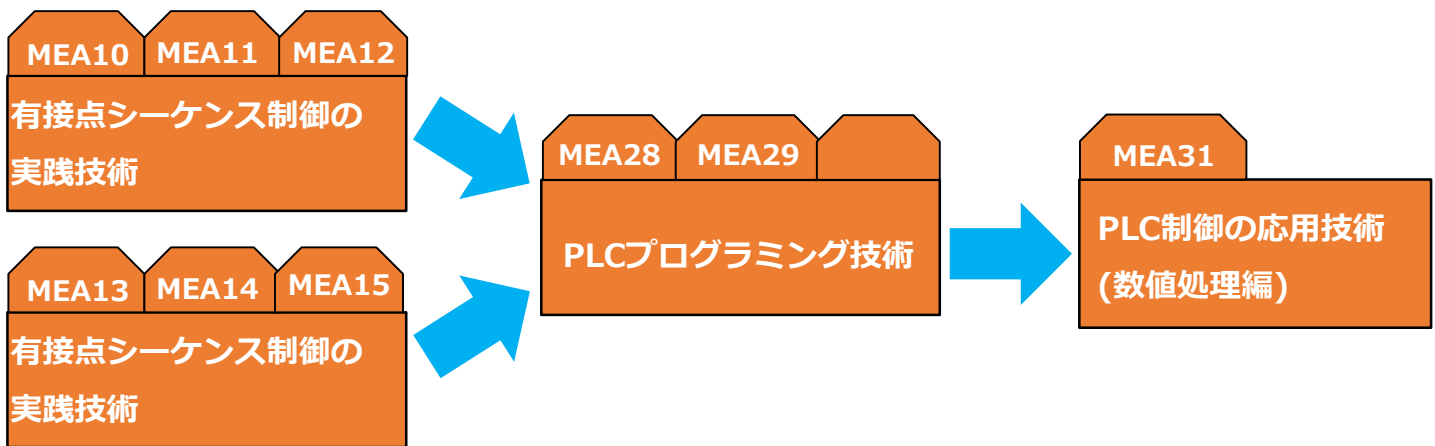 MEA10 MEA11 MEA12
有接点シーケンス制御の
実践技術
MEA13 MEA14 MEA15
有接点シーケンス制御の
実践技術
MEA28 MEA29
PLCプログラミング技術
MEA31
PLC制御の応用技術
(数値処理編)